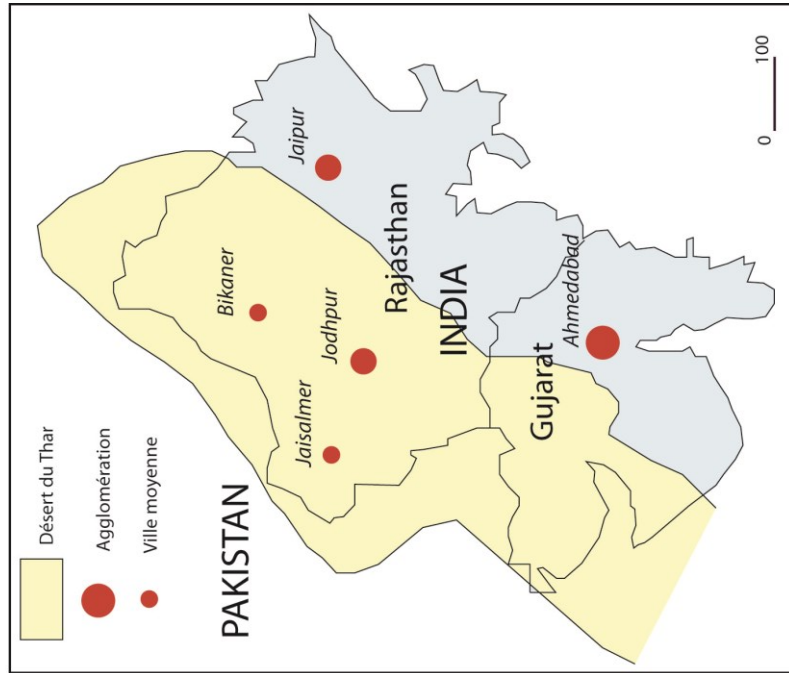 Désert du Thar
Agglomération
Ville moyenne
PAKISTAN
Bikaner
Jaipur
Jaisalmer
Jodhpur
Rajasthan
INDIA
Gujarat
Ahmedabad
0 100